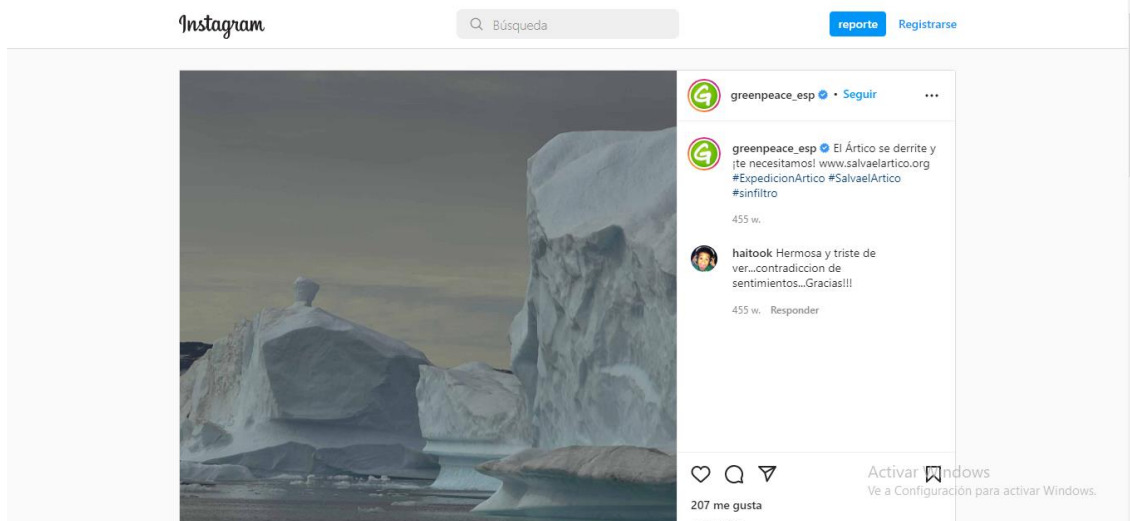 Instagram
Búsqueda
reporte
Registrarse
greenpeace_esp • Seguir
greenpeace_esp El Ártico se derrite y
¡te necesitamos! www.salvaelartico.org
#ExpedicionArtico #SalvaelArtico
#sinfiltro
455 w.
haitook Hermosa y triste de
ver...contradiccion de
sentimientos...Gracias!!!
455 w. Responder
207 me gusta
Activar Windows
Ve a Configuración para activar Windows.